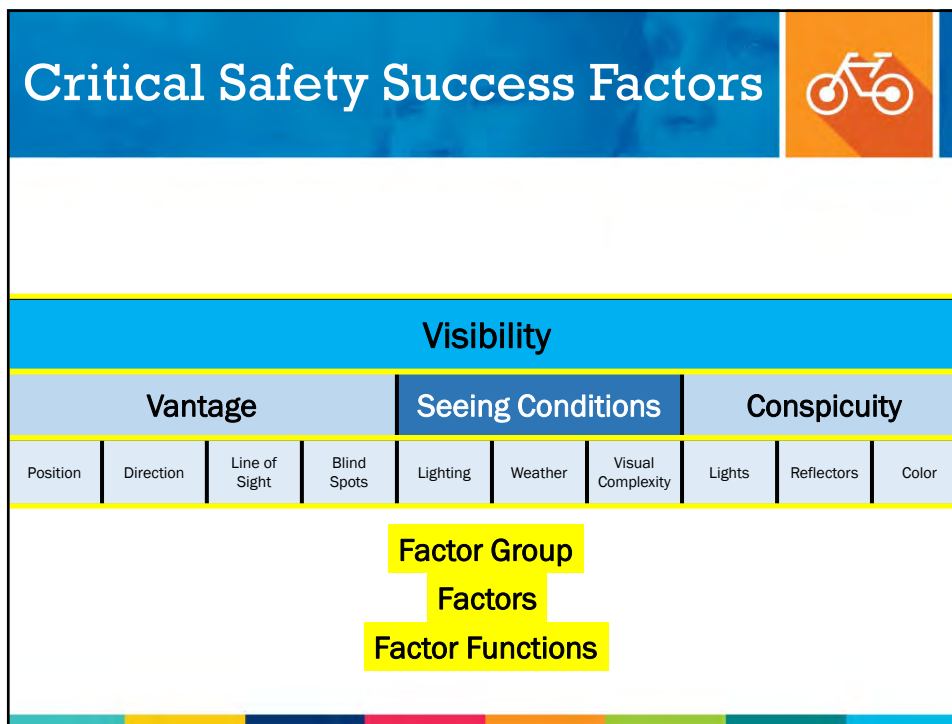 Critical Safety Success Factors
Visibility
Vantage Seeing Conditions Conspicuity
Position Direction Line of Sight Blind Spots Lighting Weather Visual Complexity Lights Reflectors Color
Factor Group
Factors
Factor Functions